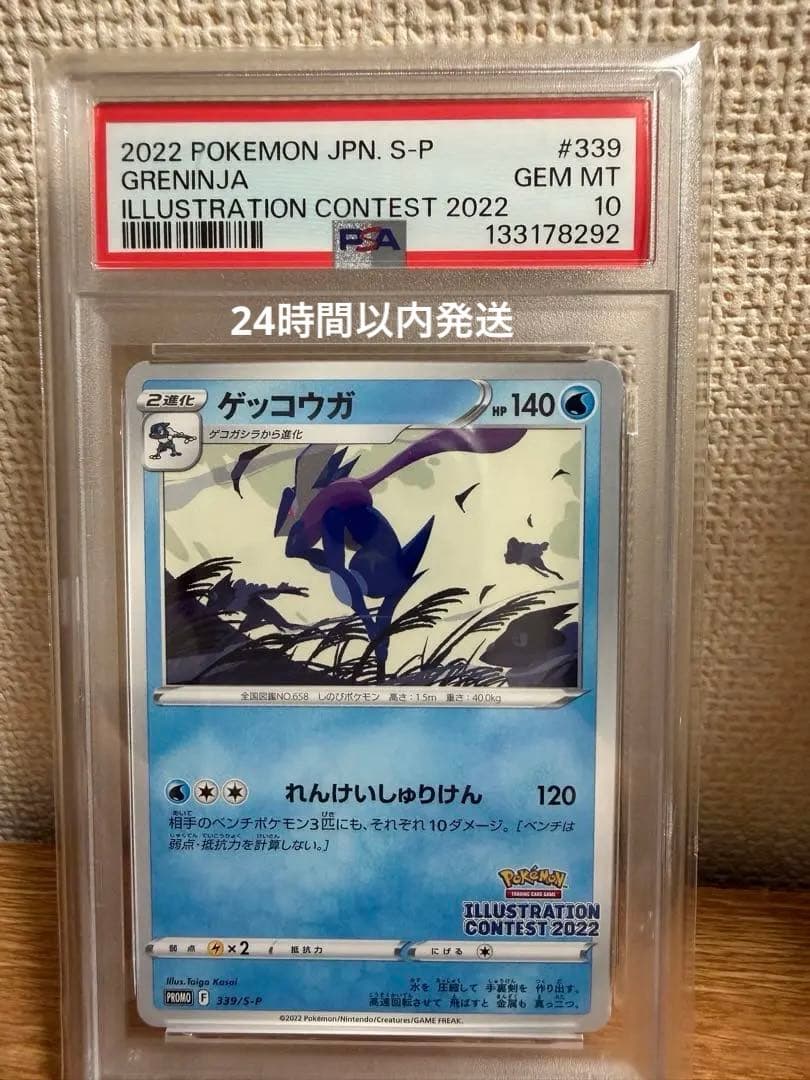 2022 POKEMON JPN. S-P #339
GRENINJA GEM MT
ILLUSTRATION CONTEST 2022 10
PSA 133178292
24時間以内発送
2進化 ゲッコウガ HP 140
ゲコガシラから進化
全国図鑑NO.658 しのびポケモン 高さ:1.5m 重さ:40.0kg
れんけいしゅりけん 120
相手のベンチポケモン3匹にも、それぞれ10ダメージ。[ベンチは
弱点・抵抗力を計算しない。]
Pokémon
TRADING CARD GAME
ILLUSTRATION
CONTEST 2022
弱点 ×2 抵抗力 にげる
Illus.Taiga Kasai
水を圧縮して手裏剣を作り出す。
PROMO F 339/S-P
高速回転させて飛ばすと金属も真っ二つ。
©2022 Pokémon/Nintendo/Creatures/GAME FREAK.